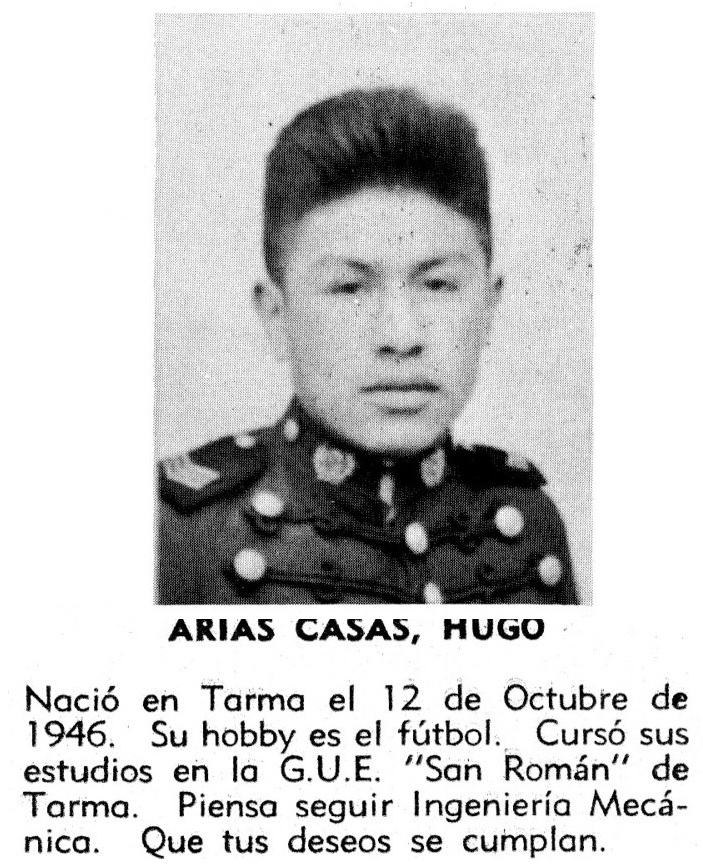 ARIAS CASAS, HUGO
Nació en Tarma el 12 de Octubre de
1946. Su hobby es el fútbol. Cursó sus
estudios en la G.U.E. "San Román" de
Tarma. Piensa seguir Ingeniería Mecá-
nica. Que tus deseos se cumplan.